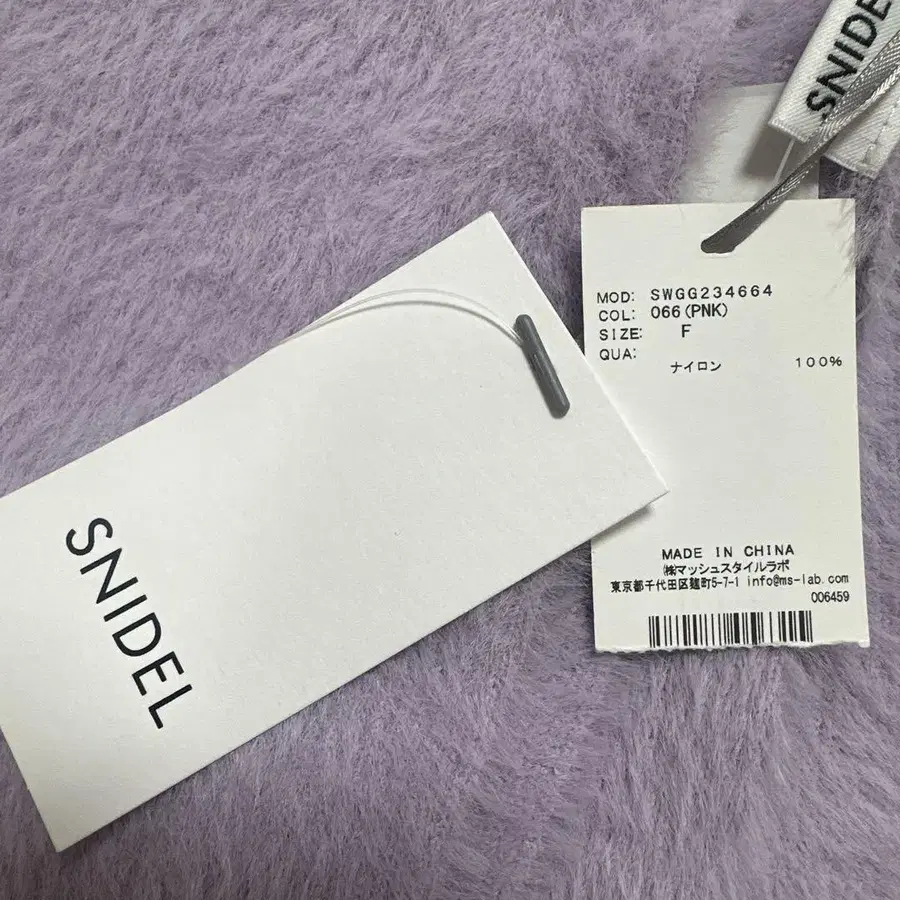 SNIDEL
SNIDE
MOD: SWGG234664
COL: 066(PNK)
SIZE: F
QUA:
ナイロン 100%
MADE IN CHINA
㈱マッシュスタイルラボ
東京都千代田区麹町5-7-1 info@ms-lab.com
006459